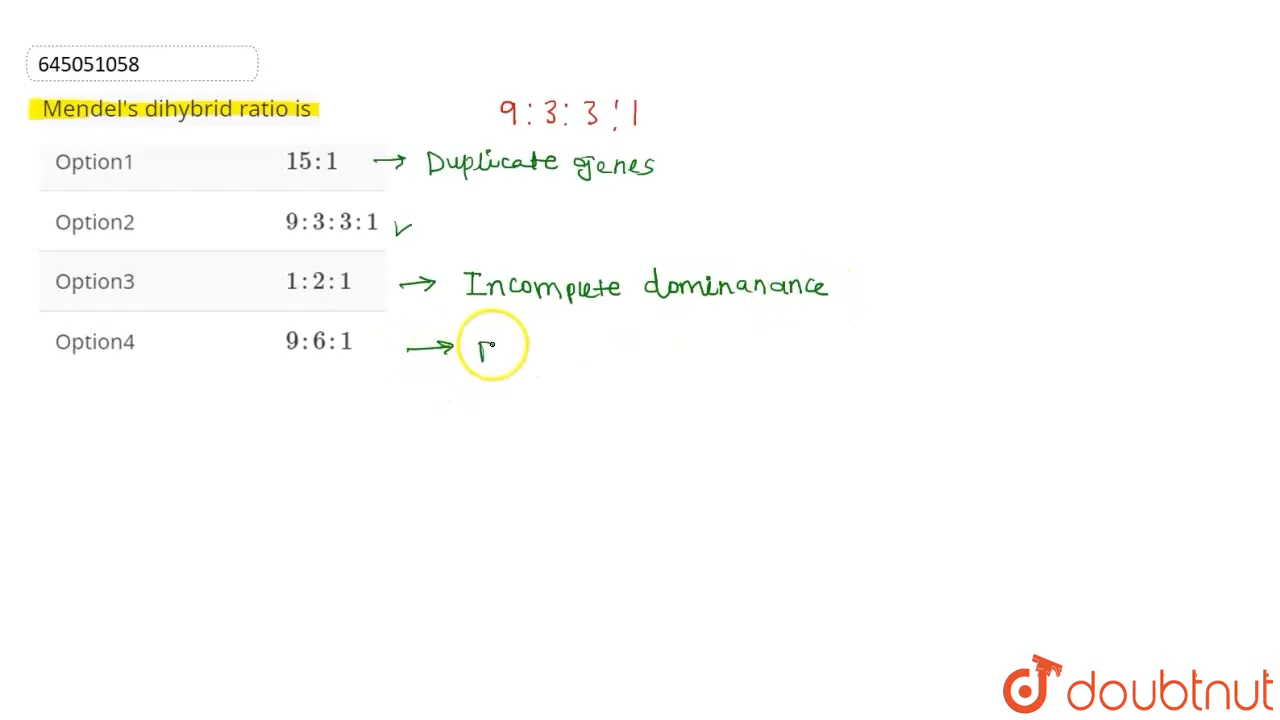 645051058
Mendel's dihybrid ratio is 9:3:3:1
Option1 15:1 → Duplicate genes
Option2 9:3:3:1 ✓
Option3 1:2:1 → Incomplete dominanance
Option4 9:6:1 →
doubtnut